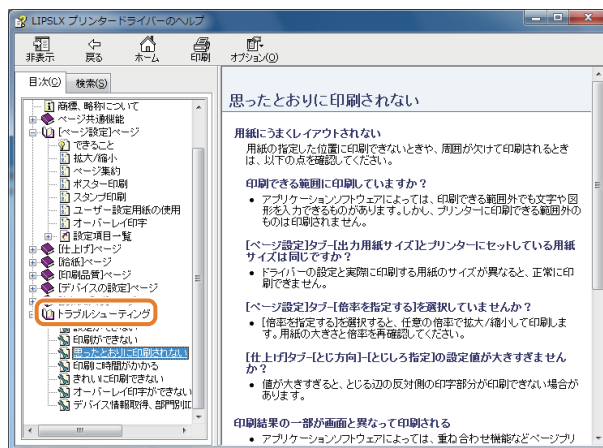 LIPSLX プリンタードライバーのヘルプ
非表示 戻る ホーム 印刷 オプション(O)
目次(C) 検索(S)
商標、略称について
ページ共通機能
[ページ設定]ページ
できること
拡大/縮小
ページ集約
ポスター印刷
スタンプ印刷
ユーザー設定用紙の使用
オーバーレイ印字
設定項目一覧
[仕上げ]ページ
[給紙]ページ
[印刷品質]ページ
[デバイスの設定]ページ
トラブルシューティング
設定ができない
印刷ができない
思ったとおりに印刷されない
印刷に時間がかかる
きれいに印刷できない
オーバーレイ印字ができない
デバイス情報取得、部門別ID
思ったとおりに印刷されない
用紙にうまくレイアウトされない
用紙の指定した位置に印刷できないときや、周囲が欠けて印刷されるとき
は、以下の点を確認してください。
印刷できる範囲に印刷していますか？
• アプリケーションソフトウェアによっては、印刷できる範囲外でも文字や図
形を入力できるものがあります。しかし、プリンターに印刷できる範囲外の
ものは印刷されません。
[ページ設定]タブ-[出力用紙サイズ]とプリンターにセットしている用紙
サイズは同じですか？
• ドライバーの設定と実際に印刷する用紙のサイズが異なると、正常に印
刷できません。
[ページ設定]タブ-[倍率を指定する]を選択していませんか？
• [倍率を指定する]を選択すると、任意の倍率で拡大/縮小して印刷しま
す。用紙の大きさと倍率を再確認してください。
[仕上げ]タブ-[とじ方向]-[とじしろ指定]の設定値が大きすぎません
か？
• 値が大きすぎると、とじる辺の反対側の印字部分が印刷できない場合が
あります。
印刷結果の一部が画面と異なって印刷される
• アプリケーションソフトウェアによっては、重ね合わせ機能などページプリ